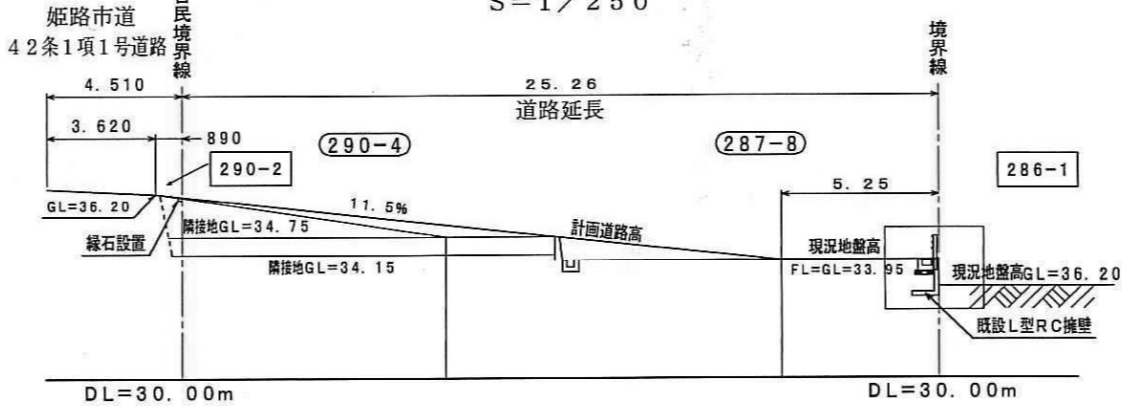 S=1/250
姫路市道
42条1項1号道路
民境界線
境界線
4.510
25.26
道路延長
3.620
890
290-4
287-8
290-2
286-1
5.25
GL=36.20
11.5%
隣接地GL=34.75
計画道路高
縁石設置
現況地盤高
隣接地GL=34.15
FL=GL=33.95
現況地盤高GL=36.20
既設L型RC擁壁
DL=30.00m
DL=30.00m